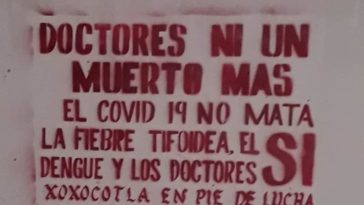 DOCTORES NI UN
MUERTO MAS
EL COVID 19 NO MATA
LA FIEBRE TIFOIDEA, EL
DENGUE Y LOS DOCTORES SI
XOXOCOTLA EN PIE DE LUCHA